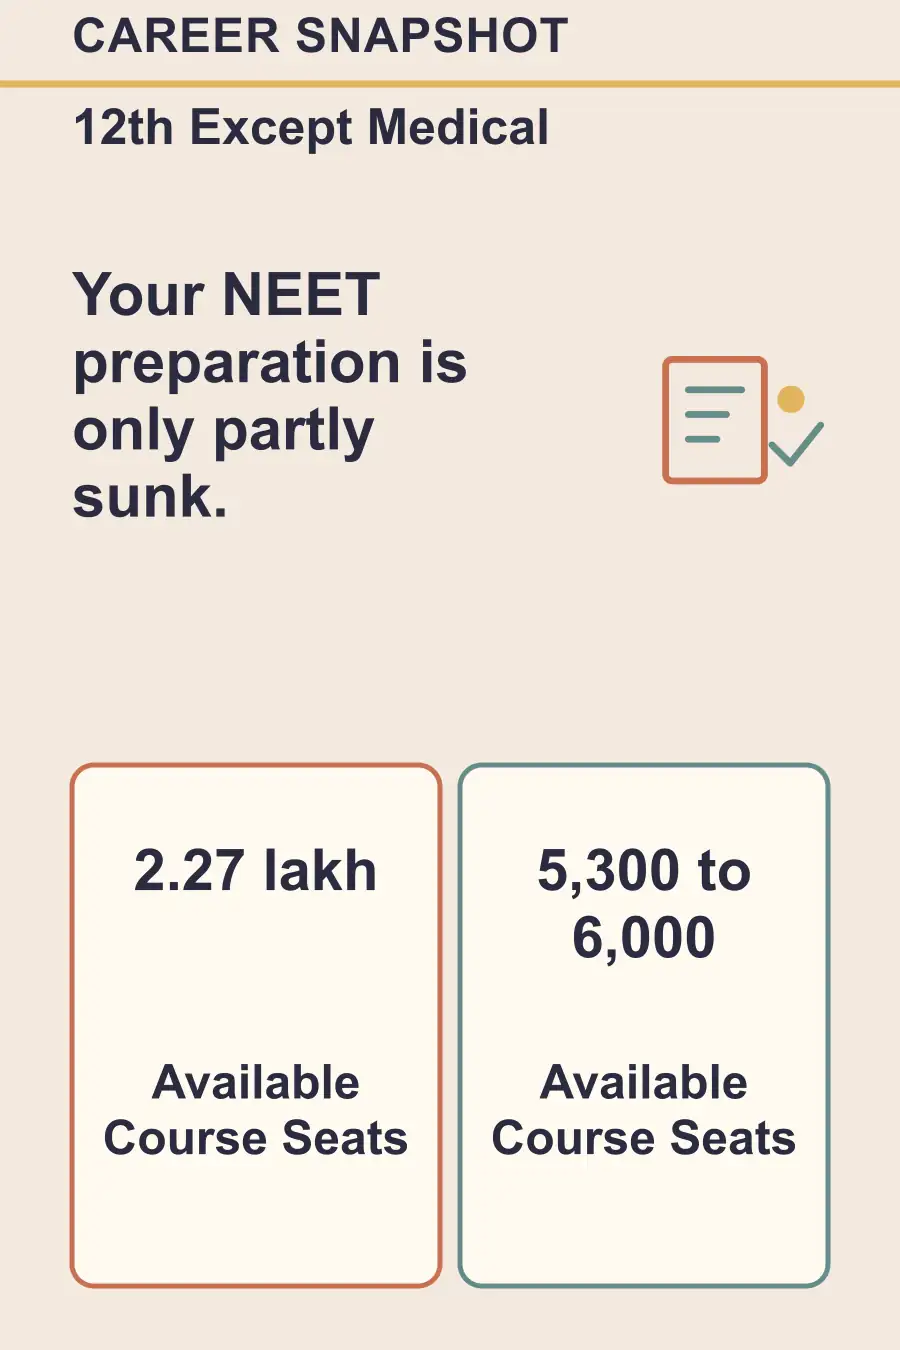 CAREER SNAPSHOT
12th Except Medical
Your NEET
preparation is
only partly
sunk.
2.27 lakh
Available
Course Seats
5,300 to
6,000
Available
Course Seats